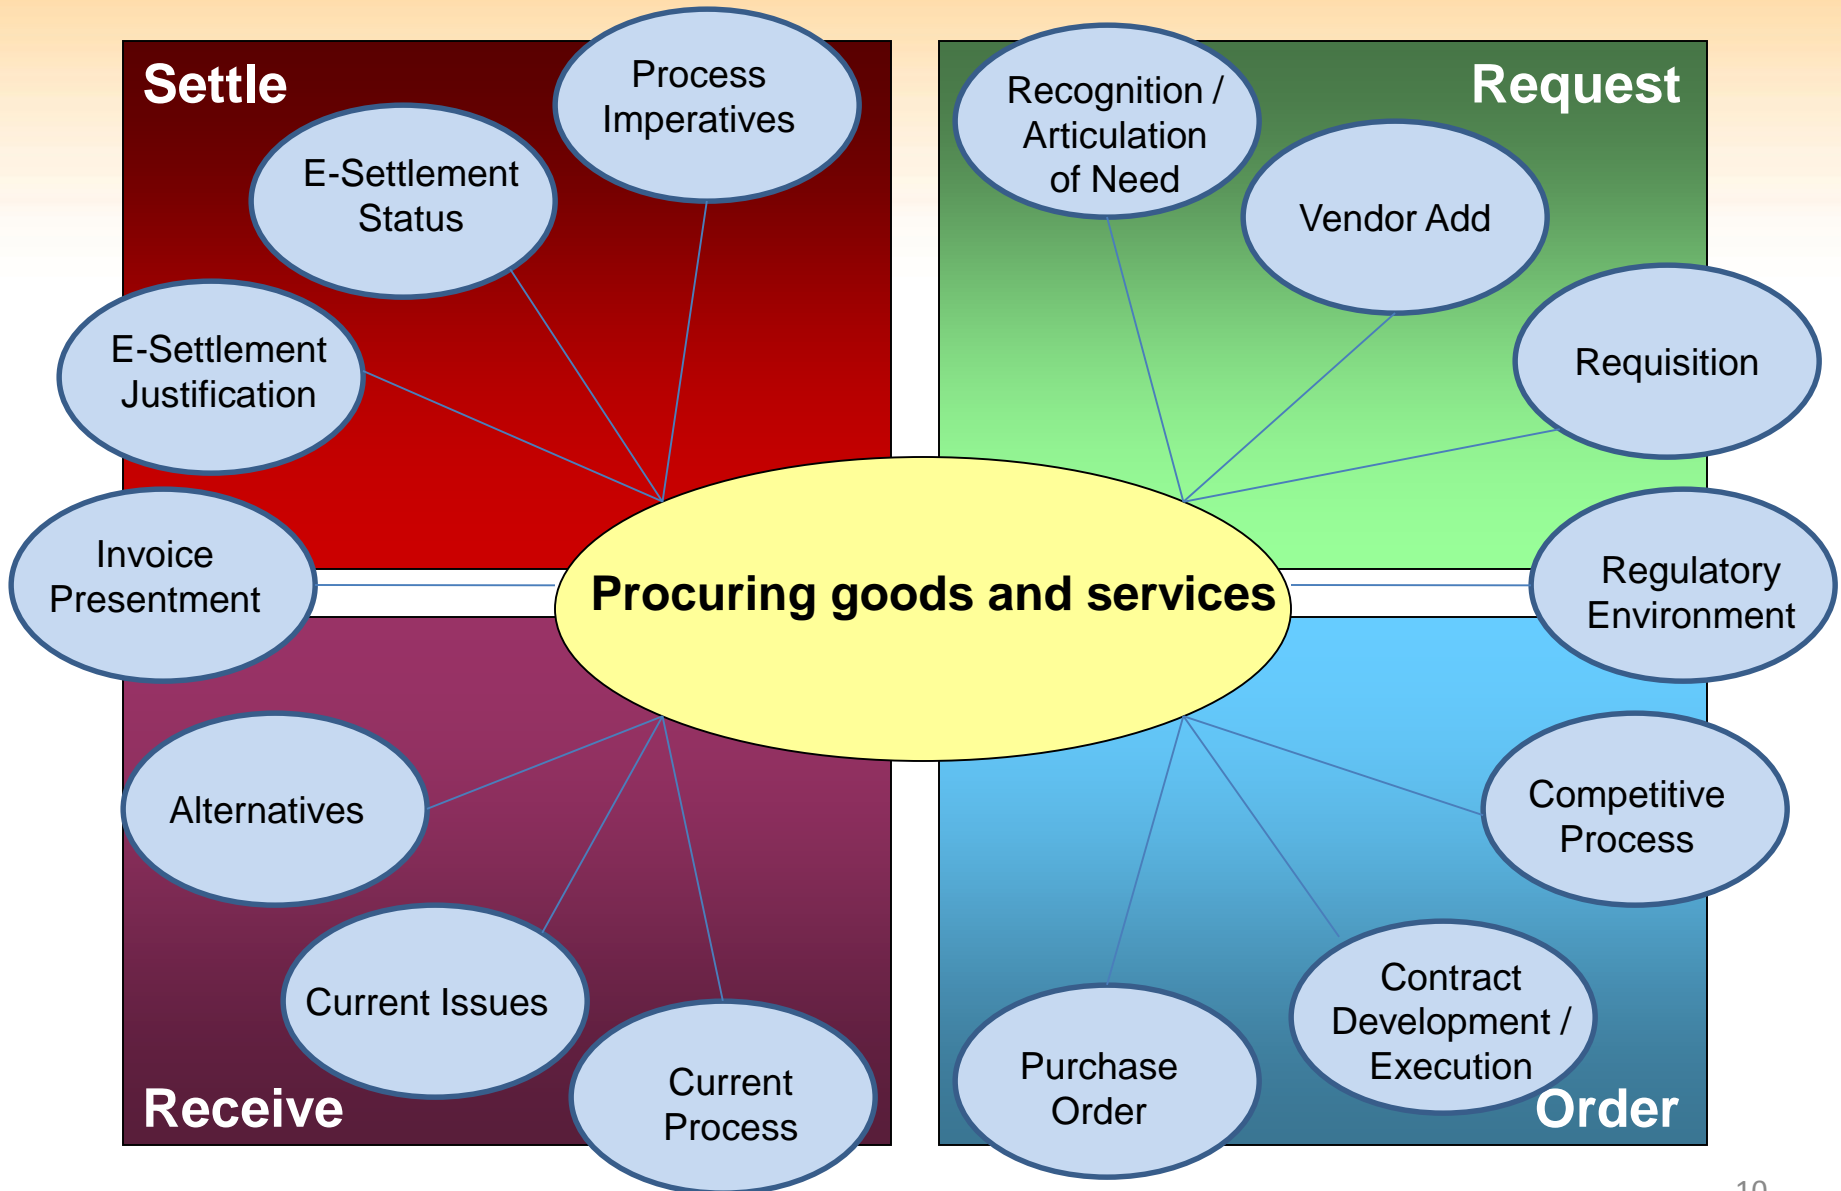 Settle
Process
Imperatives
E-Settlement
Status
E-Settlement
Justification
Invoice
Presentment
Request
Recognition /
Articulation
of Need
Vendor Add
Requisition
Regulatory
Environment
Procuring goods and services
Alternatives
Current Issues
Current
Process
Receive
Competitive
Process
Contract
Development /
Execution
Purchase
Order
Order
10